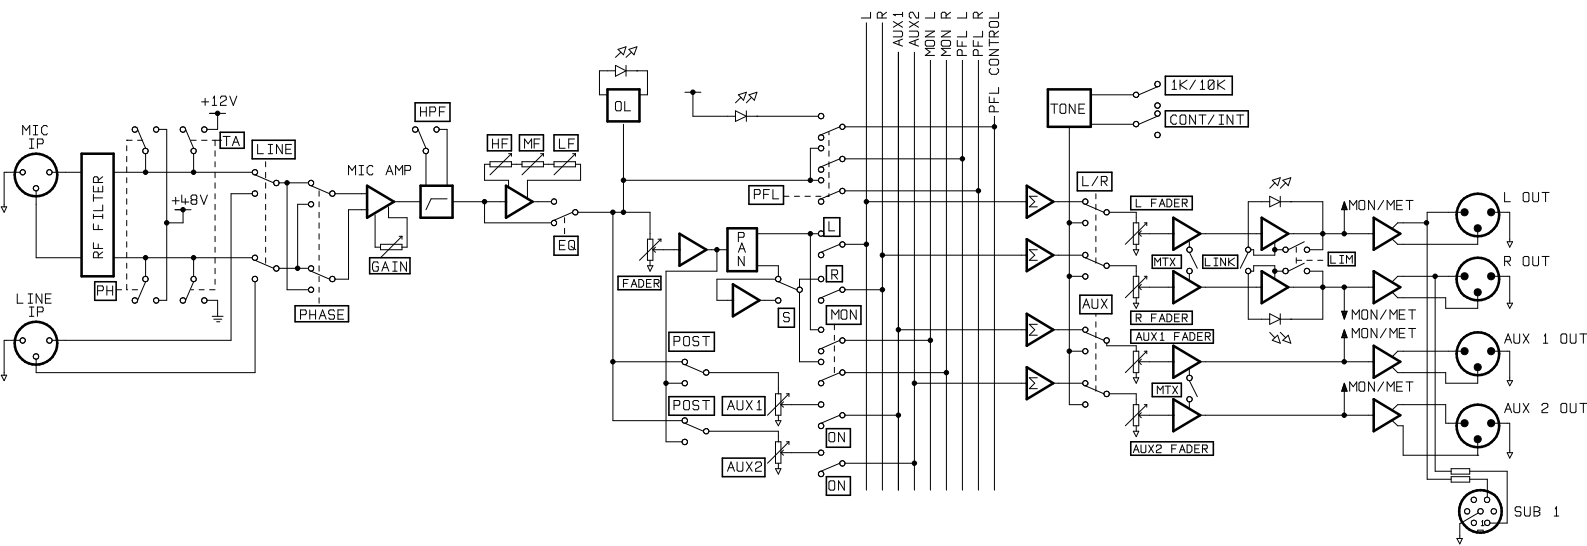 L
R
AUX1
AUX2
MON L
MON R
PFL L
PFL R
PFL CONTROL
MIC
IP
+12V
TA
LINE
HPF
MIC AMP
HF
MF
LF
OL
RF FILTER
+48V
PH
PHASE
GAIN
LINE
IP
EQ
PFL
FADER
PAN
L
R
S
MON
POST
POST
AUX1
AUX2
ON
ON
TONE
1K/10K
CONT/INT
Σ
Σ
Σ
Σ
L/R
AUX
L FADER
MTX
R FADER
AUX1 FADER
MTX
AUX2 FADER
LINK
LIM
MON/MET
MON/MET
MON/MET
MON/MET
L OUT
R OUT
AUX 1 OUT
AUX 2 OUT
1
SUB 1